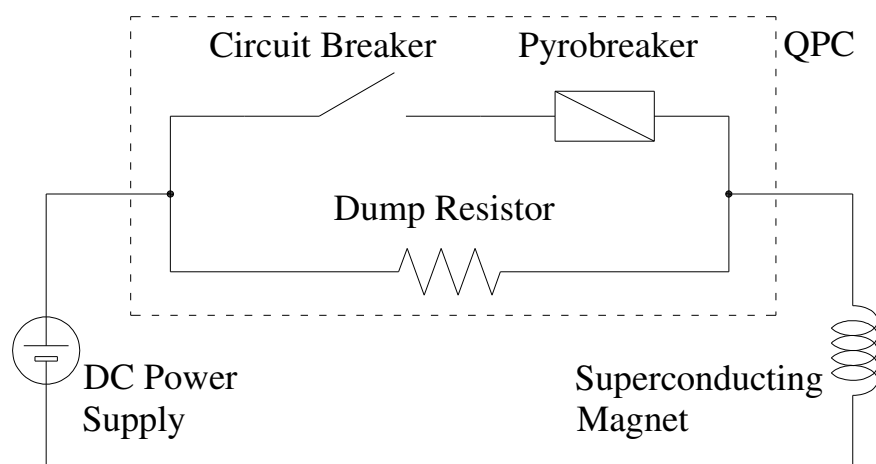 Circuit Breaker
Pyrobreaker
QPC
Dump Resistor
DC Power
Supply
Superconducting
Magnet